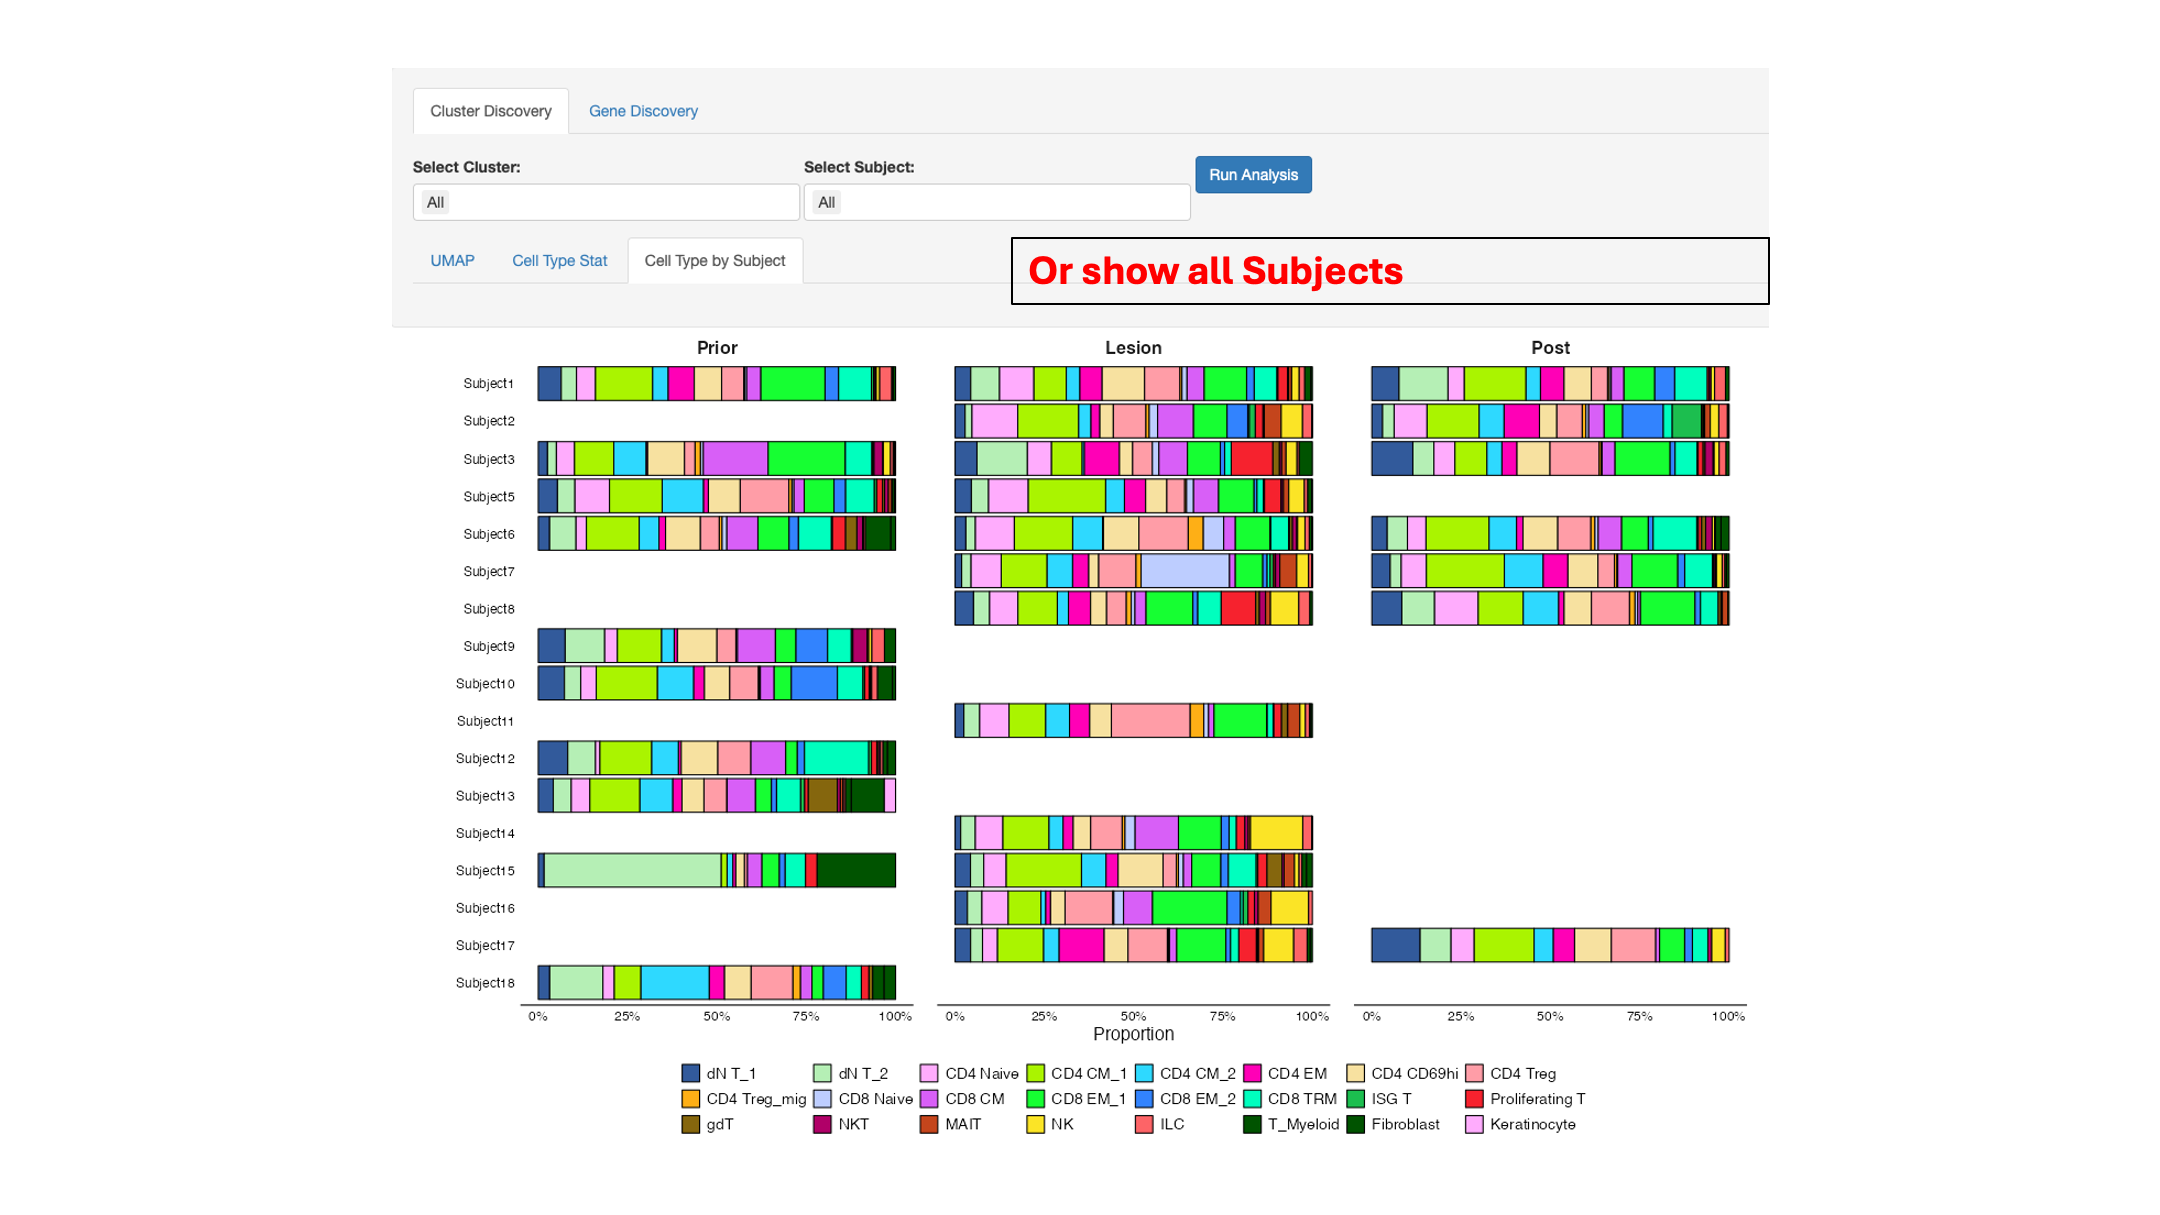 Cluster Discovery Gene Discovery
Select Cluster: Select Subject: Run Analysis
All All
UMAP Cell Type Stat Cell Type by Subject Or show all Subjects
Prior Lesion Post
Subject1
Subject2
Subject3
Subject5
Subject6
Subject7
Subject8
Subject9
Subject10
Subject11
Subject12
Subject13
Subject14
Subject15
Subject16
Subject17
Subject18
0% 25% 50% 75% 100% 0% 25% 50% 75% 100% 0% 25% 50% 75% 100%
Proportion
dN T_1 dN T_2 CD4 Naive CD4 CM_1 CD4 CM_2 CD4 EM CD4 CD69hi CD4 Treg
CD4 Treg_mig CD8 Naive CD8 CM CD8 EM_1 CD8 EM_2 CD8 TRM ISG T Proliferating T
gdT NKT MAIT NK ILC T_Myeloid Fibroblast Keratinocyte